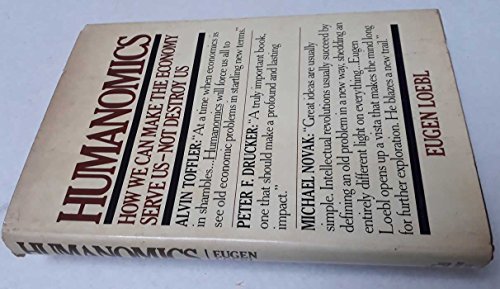 HUMANOMICS
HOW WE CAN MAKE THE ECONOMY
SERVE US—NOT DESTROY US
ALVIN TOFFLER: "At a time when economics is
in shambles...Humanomics will force us all to
see old economic problems in startling new terms."
PETER F. DRUCKER: "A truly important book,
one that should make a profound and lasting
impact."
MICHAEL NOVAK: "Great ideas are usually
simple. Intellectual revolutions usually succeed by
defining an old problem in a new way, shedding an
entirely different light on everything...Eugen
Loebl opens up a vista that makes the mind long
for further exploration. He blazes a new trail."
EUGEN LOEBL
HUMANOMICS | EUGEN